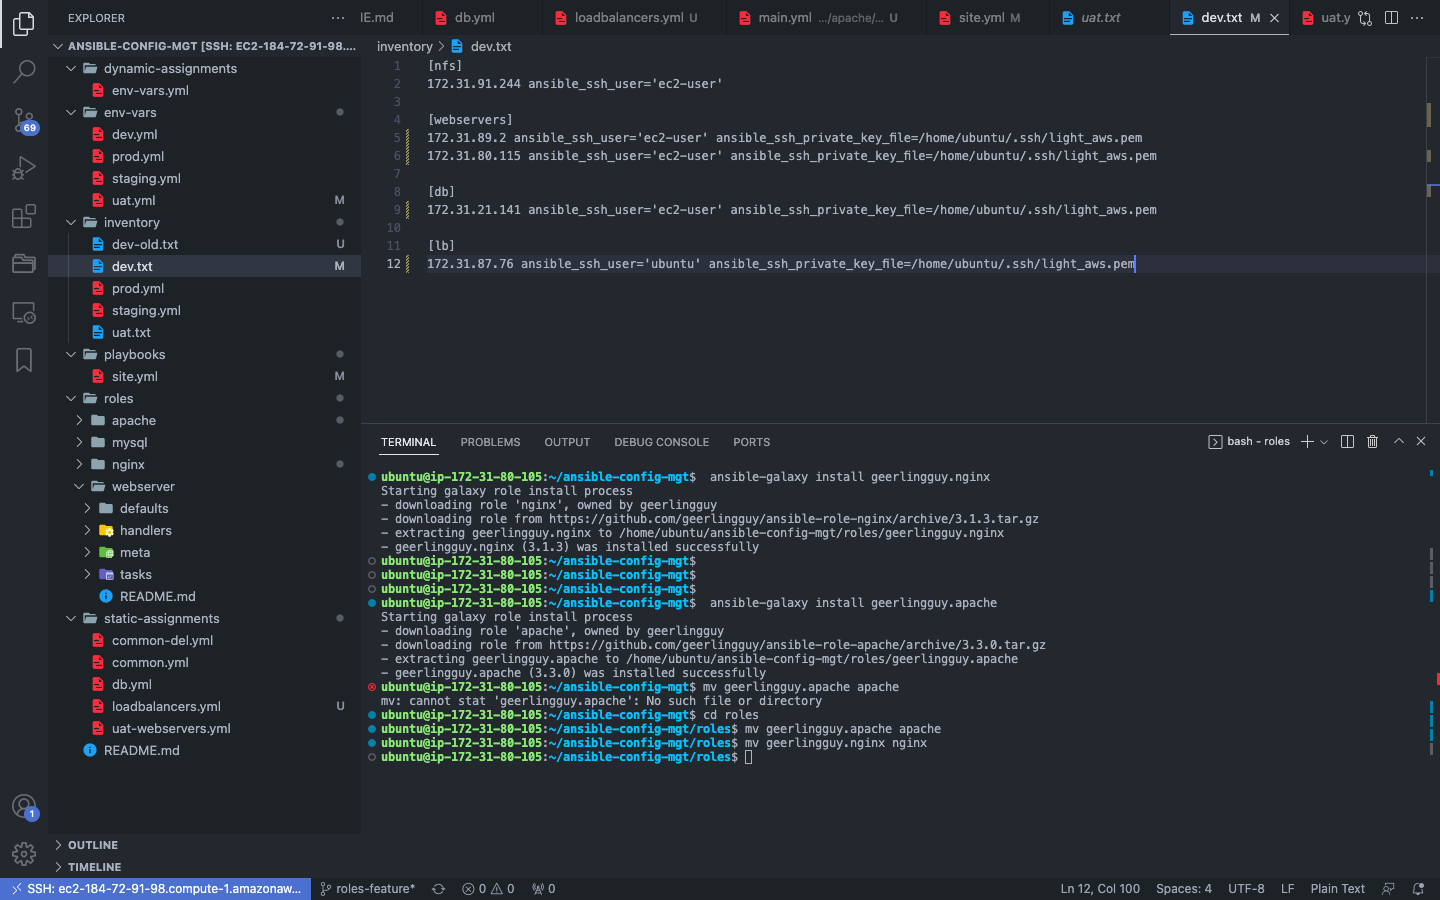 EXPLORER
ANSIBLE-CONFIG-MGT [SSH: EC2-184-72-91-98....
dynamic-assignments
env-vars.yml
env-vars
dev.yml
prod.yml
staging.yml
uat.yml M
inventory
dev-old.txt U
dev.txt M
prod.yml
staging.yml
uat.txt
playbooks
site.yml M
roles
apache
mysql
nginx
webserver
defaults
handlers
meta
tasks
README.md
static-assignments
common-del.yml
common.yml
db.yml
loadbalancers.yml U
uat-webservers.yml
README.md
OUTLINE
TIMELINE
69
1
IE.md db.yml loadbalancers.yml U main.yml .../apache/... U site.yml M uat.txt dev.txt M uat.y
inventory > dev.txt
1 [nfs]
2 172.31.91.244 ansible_ssh_user='ec2-user'
3
4 [webservers]
5 172.31.89.2 ansible_ssh_user='ec2-user' ansible_ssh_private_key_file=/home/ubuntu/.ssh/light_aws.pem
6 172.31.80.115 ansible_ssh_user='ec2-user' ansible_ssh_private_key_file=/home/ubuntu/.ssh/light_aws.pem
7
8 [db]
9 172.31.21.141 ansible_ssh_user='ec2-user' ansible_ssh_private_key_file=/home/ubuntu/.ssh/light_aws.pem
10
11 [lb]
12 172.31.87.76 ansible_ssh_user='ubuntu' ansible_ssh_private_key_file=/home/ubuntu/.ssh/light_aws.pem
TERMINAL PROBLEMS OUTPUT DEBUG CONSOLE PORTS bash - roles
ubuntu@ip-172-31-80-105:~/ansible-config-mgt$ ansible-galaxy install geerlingguy.nginx
Starting galaxy role install process
- downloading role 'nginx', owned by geerlingguy
- downloading role from https://github.com/geerlingguy/ansible-role-nginx/archive/3.1.3.tar.gz
- extracting geerlingguy.nginx to /home/ubuntu/ansible-config-mgt/roles/geerlingguy.nginx
- geerlingguy.nginx (3.1.3) was installed successfully
ubuntu@ip-172-31-80-105:~/ansible-config-mgt$
ubuntu@ip-172-31-80-105:~/ansible-config-mgt$
ubuntu@ip-172-31-80-105:~/ansible-config-mgt$
ubuntu@ip-172-31-80-105:~/ansible-config-mgt$ ansible-galaxy install geerlingguy.apache
Starting galaxy role install process
- downloading role 'apache', owned by geerlingguy
- downloading role from https://github.com/geerlingguy/ansible-role-apache/archive/3.3.0.tar.gz
- extracting geerlingguy.apache to /home/ubuntu/ansible-config-mgt/roles/geerlingguy.apache
- geerlingguy.apache (3.3.0) was installed successfully
ubuntu@ip-172-31-80-105:~/ansible-config-mgt$ mv geerlingguy.apache apache
mv: cannot stat 'geerlingguy.apache': No such file or directory
ubuntu@ip-172-31-80-105:~/ansible-config-mgt$ cd roles
ubuntu@ip-172-31-80-105:~/ansible-config-mgt/roles$ mv geerlingguy.apache apache
ubuntu@ip-172-31-80-105:~/ansible-config-mgt/roles$ mv geerlingguy.nginx nginx
ubuntu@ip-172-31-80-105:~/ansible-config-mgt/roles$
SSH: ec2-184-72-91-98.compute-1.amazonaw... roles-feature* 0 0 0 Ln 12, Col 100 Spaces: 4 UTF-8 LF Plain Text